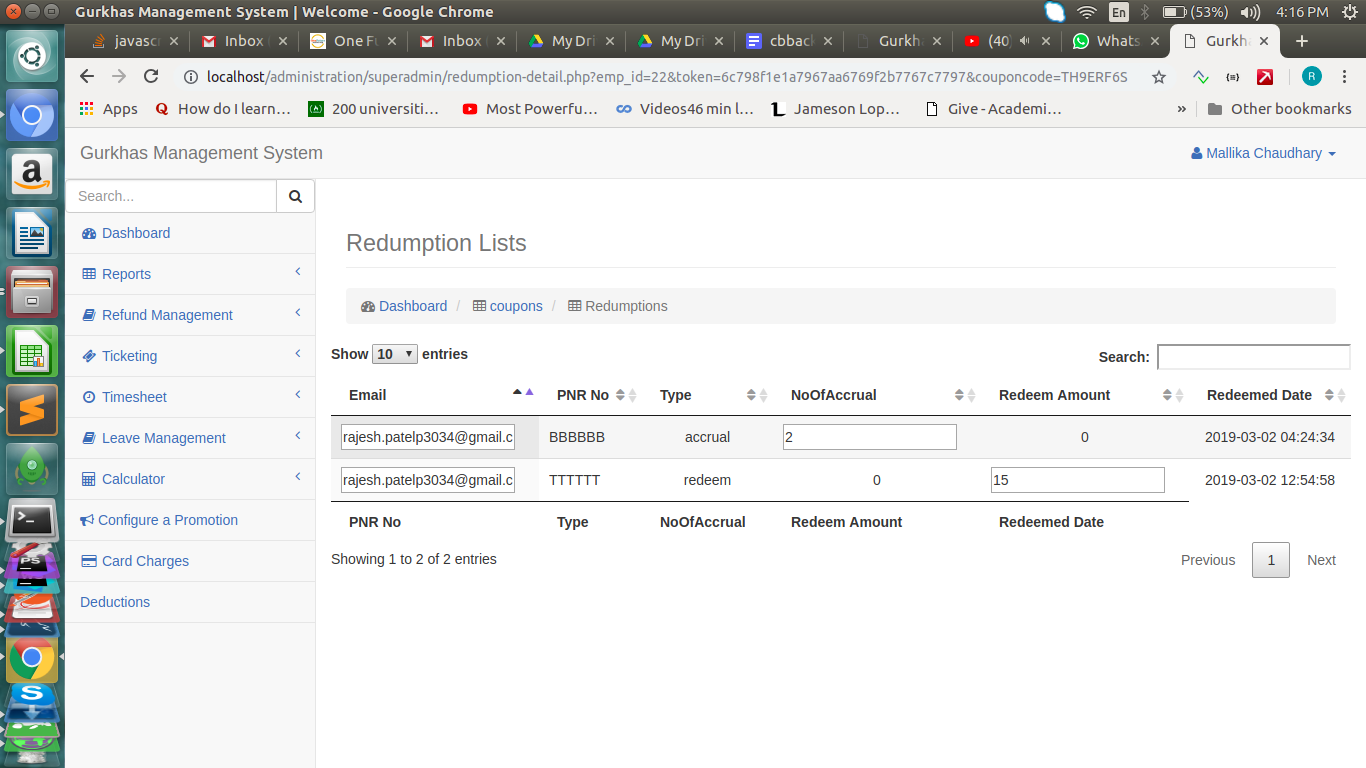 Gurkhas Management System | Welcome - Google Chrome
En (53%) 4:16 PM
javasc Inbox ( One Fu Inbox ( My Dri My Dri cbback Gurkh (40) Whats Gurkh
localhost/administration/superadmin/redumption-detail.php?emp_id=22&token=6c798f1e1a7967aa6769f2b7767c7797&couponcode=TH9ERF6S
R
Apps How do I learn... 200 universiti... Most Powerfu... Videos46 min l... Jameson Lop... Give - Academi... » Other bookmarks
Gurkhas Management System
Mallika Chaudhary
Search...
Dashboard
Reports
Refund Management
Ticketing
Timesheet
Leave Management
Calculator
Configure a Promotion
Card Charges
Deductions
Redumption Lists
Dashboard / coupons / Redumptions
Show 10 entries
Search:
Email PNR No Type NoOfAccrual Redeem Amount Redeemed Date
rajesh.patelp3034@gmail.c BBBBBB accrual 2 0 2019-03-02 04:24:34
rajesh.patelp3034@gmail.c TTTTTT redeem 0 15 2019-03-02 12:54:58
PNR No Type NoOfAccrual Redeem Amount Redeemed Date
Showing 1 to 2 of 2 entries
Previous 1 Next